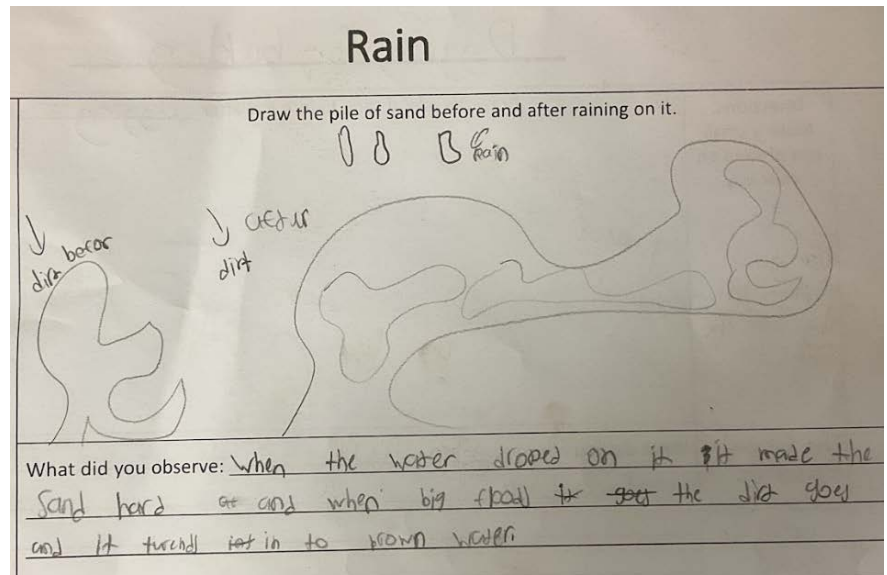 Rain
Draw the pile of sand before and after raining on it.
Rain
becor
dirt
aftur
dirt
What did you observe: When the water droped on it it made the
Sand hard and when big flood the dirt goes
and it turnds in to brown water.